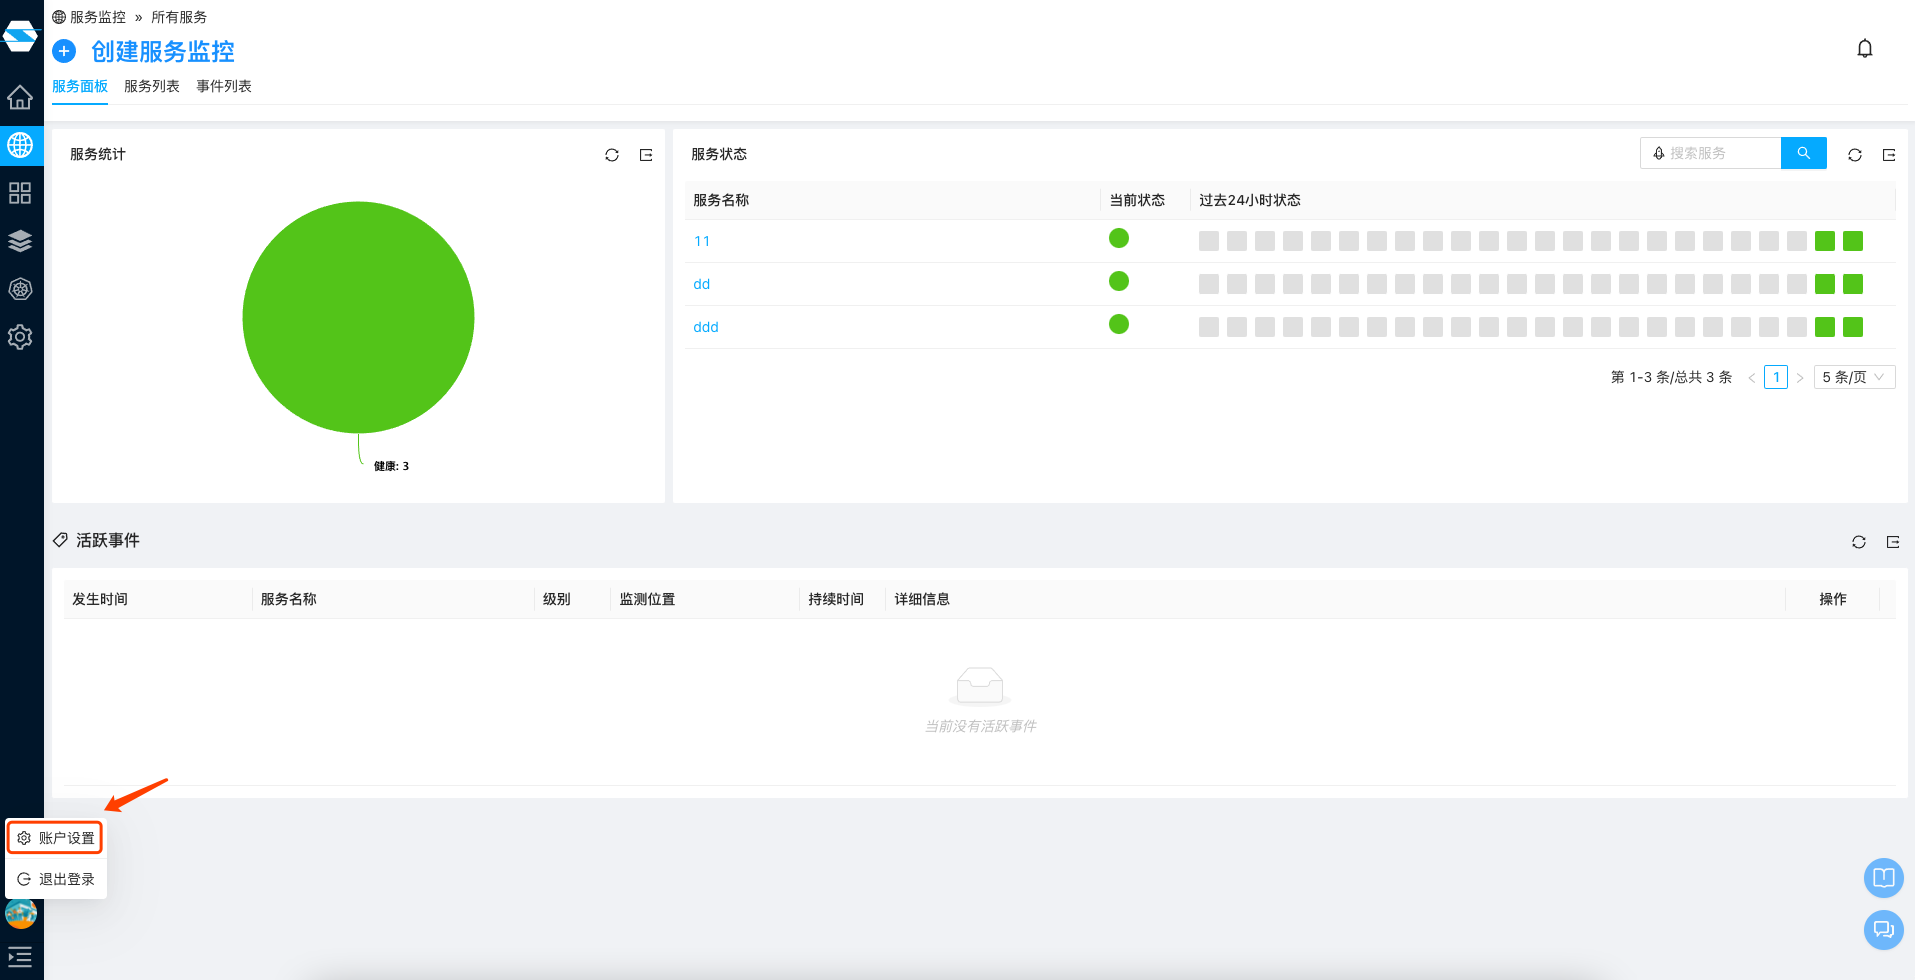 服务监控 » 所有服务
创建服务监控
服务面板 服务列表 事件列表
服务统计
健康: 3
服务状态
搜索服务
服务名称 当前状态 过去24小时状态
11
dd
ddd
第 1-3 条/总共 3 条 < 1 > 5 条/页
活跃事件
发生时间 服务名称 级别 监测位置 持续时间 详细信息 操作
当前没有活跃事件
账户设置
退出登录